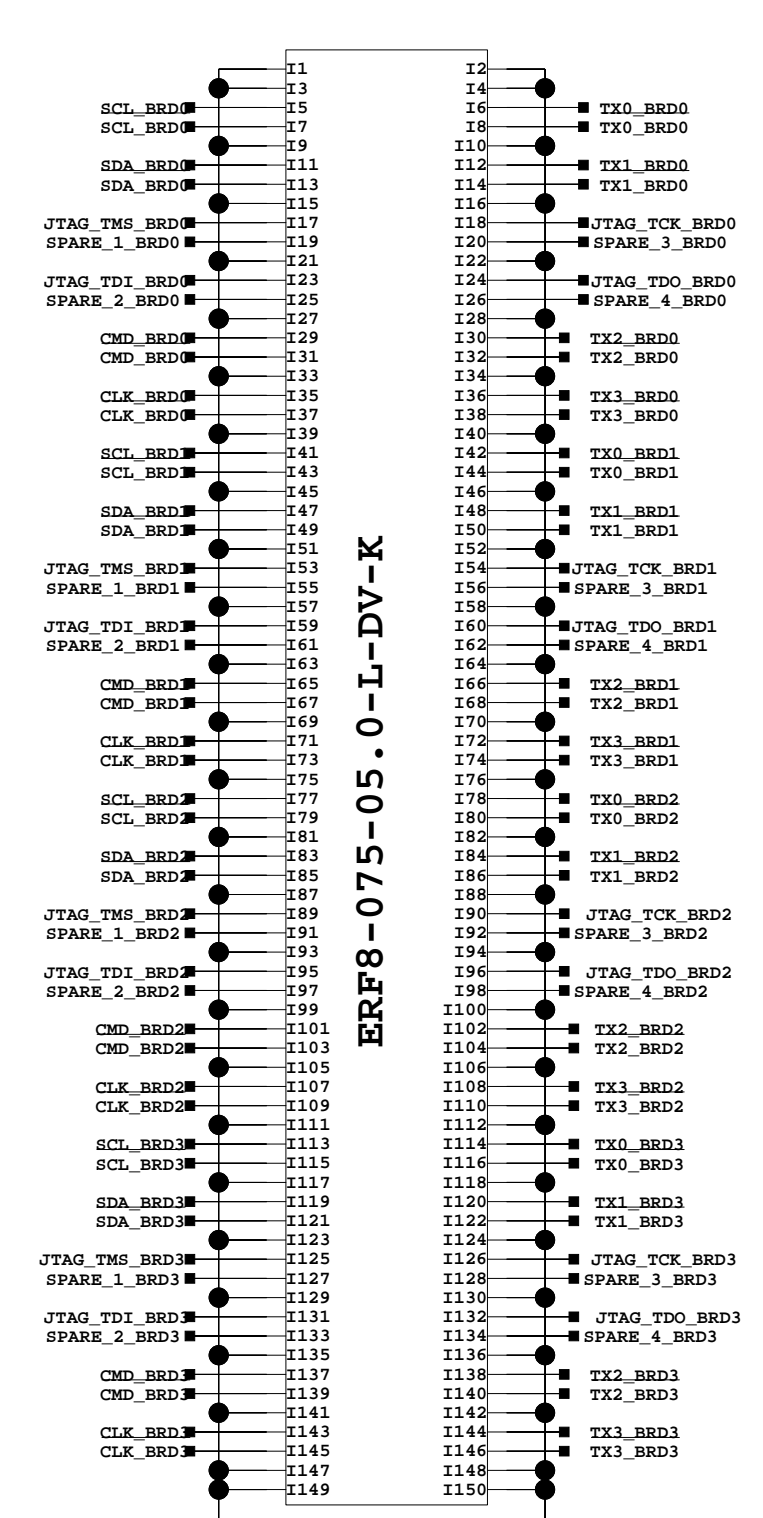 I1 I2
I3 I4
SCL_BRD0 I5 I6 TX0_BRD0
SCL_BRD0 I7 I8 TX0_BRD0
I9 I10
SDA_BRD0 I11 I12 TX1_BRD0
SDA_BRD0 I13 I14 TX1_BRD0
I15 I16
JTAG_TMS_BRD0 I17 I18 JTAG_TCK_BRD0
SPARE_1_BRD0 I19 I20 SPARE_3_BRD0
I21 I22
JTAG_TDI_BRD0 I23 I24 JTAG_TDO_BRD0
SPARE_2_BRD0 I25 I26 SPARE_4_BRD0
I27 I28
CMD_BRD0 I29 I30 TX2_BRD0
CMD_BRD0 I31 I32 TX2_BRD0
I33 I34
CLK_BRD0 I35 I36 TX3_BRD0
CLK_BRD0 I37 I38 TX3_BRD0
I39 I40
SCL_BRD1 I41 I42 TX0_BRD1
SCL_BRD1 I43 I44 TX0_BRD1
I45 I46
SDA_BRD1 I47 I48 TX1_BRD1
SDA_BRD1 I49 I50 TX1_BRD1
I51 I52
JTAG_TMS_BRD1 I53 I54 JTAG_TCK_BRD1
SPARE_1_BRD1 I55 I56 SPARE_3_BRD1
I57 I58
JTAG_TDI_BRD1 I59 I60 JTAG_TDO_BRD1
SPARE_2_BRD1 I61 I62 SPARE_4_BRD1
I63 I64
CMD_BRD1 I65 I66 TX2_BRD1
CMD_BRD1 I67 I68 TX2_BRD1
I69 I70
CLK_BRD1 I71 I72 TX3_BRD1
CLK_BRD1 I73 I74 TX3_BRD1
I75 I76
SCL_BRD2 I77 I78 TX0_BRD2
SCL_BRD2 I79 I80 TX0_BRD2
I81 I82
SDA_BRD2 I83 I84 TX1_BRD2
SDA_BRD2 I85 I86 TX1_BRD2
I87 I88
JTAG_TMS_BRD2 I89 I90 JTAG_TCK_BRD2
SPARE_1_BRD2 I91 I92 SPARE_3_BRD2
I93 I94
JTAG_TDI_BRD2 I95 I96 JTAG_TDO_BRD2
SPARE_2_BRD2 I97 I98 SPARE_4_BRD2
I99 I100
CMD_BRD2 I101 I102 TX2_BRD2
CMD_BRD2 I103 I104 TX2_BRD2
I105 I106
CLK_BRD2 I107 I108 TX3_BRD2
CLK_BRD2 I109 I110 TX3_BRD2
I111 I112
SCL_BRD3 I113 I114 TX0_BRD3
SCL_BRD3 I115 I116 TX0_BRD3
I117 I118
SDA_BRD3 I119 I120 TX1_BRD3
SDA_BRD3 I121 I122 TX1_BRD3
I123 I124
JTAG_TMS_BRD3 I125 I126 JTAG_TCK_BRD3
SPARE_1_BRD3 I127 I128 SPARE_3_BRD3
I129 I130
JTAG_TDI_BRD3 I131 I132 JTAG_TDO_BRD3
SPARE_2_BRD3 I133 I134 SPARE_4_BRD3
I135 I136
CMD_BRD3 I137 I138 TX2_BRD3
CMD_BRD3 I139 I140 TX2_BRD3
I141 I142
CLK_BRD3 I143 I144 TX3_BRD3
CLK_BRD3 I145 I146 TX3_BRD3
I147 I148
I149 I150
ERF8-075-05.0-L-DV-K